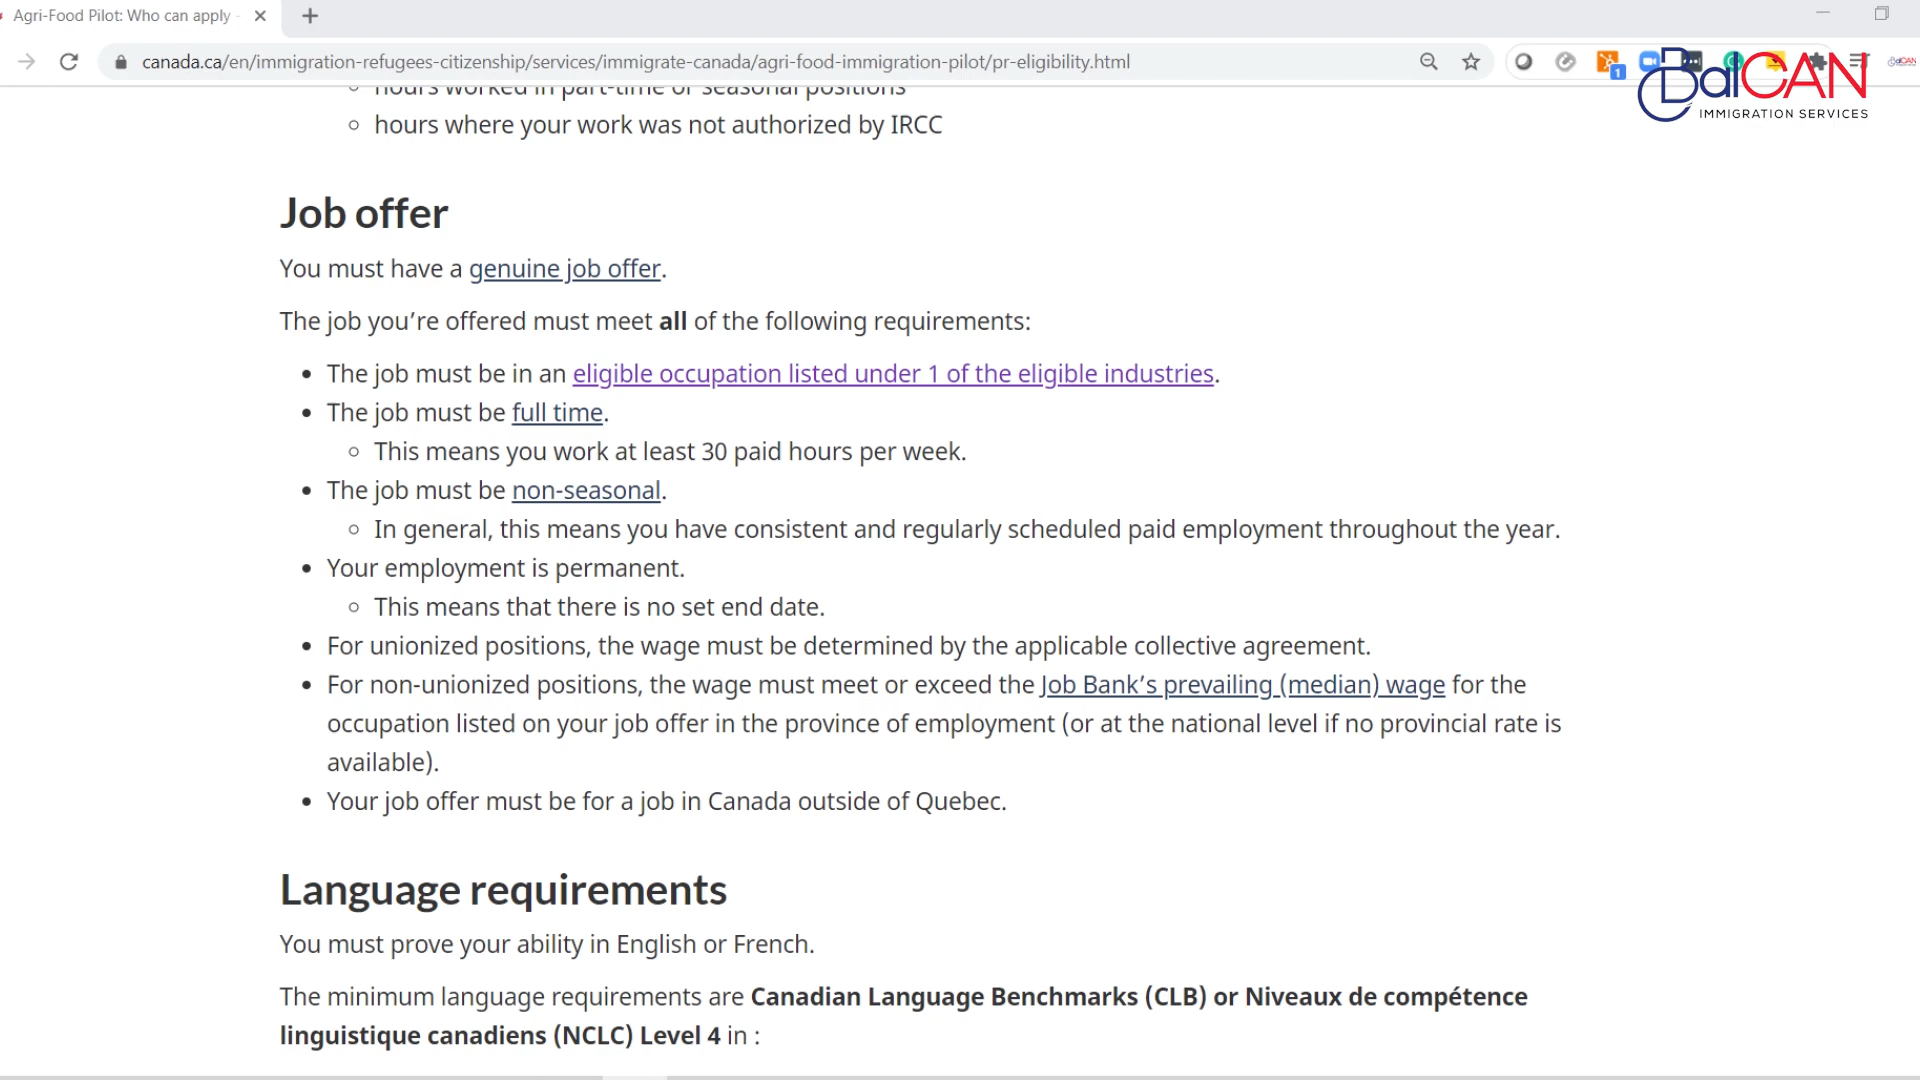 Agri-Food Pilot: Who can apply
canada.ca/en/immigration-refugees-citizenship/services/immigrate-canada/agri-food-immigration-pilot/pr-eligibility.html
1
BalCAN
IMMIGRATION SERVICES
BalCAN
hours worked in part-time or seasonal positions
hours where your work was not authorized by IRCC
Job offer
You must have a genuine job offer.
The job you’re offered must meet all of the following requirements:
The job must be in an eligible occupation listed under 1 of the eligible industries.
The job must be full time.
This means you work at least 30 paid hours per week.
The job must be non-seasonal.
In general, this means you have consistent and regularly scheduled paid employment throughout the year.
Your employment is permanent.
This means that there is no set end date.
For unionized positions, the wage must be determined by the applicable collective agreement.
For non-unionized positions, the wage must meet or exceed the Job Bank’s prevailing (median) wage for the
occupation listed on your job offer in the province of employment (or at the national level if no provincial rate is
available).
Your job offer must be for a job in Canada outside of Quebec.
Language requirements
You must prove your ability in English or French.
The minimum language requirements are Canadian Language Benchmarks (CLB) or Niveaux de compétence
linguistique canadiens (NCLC) Level 4 in :